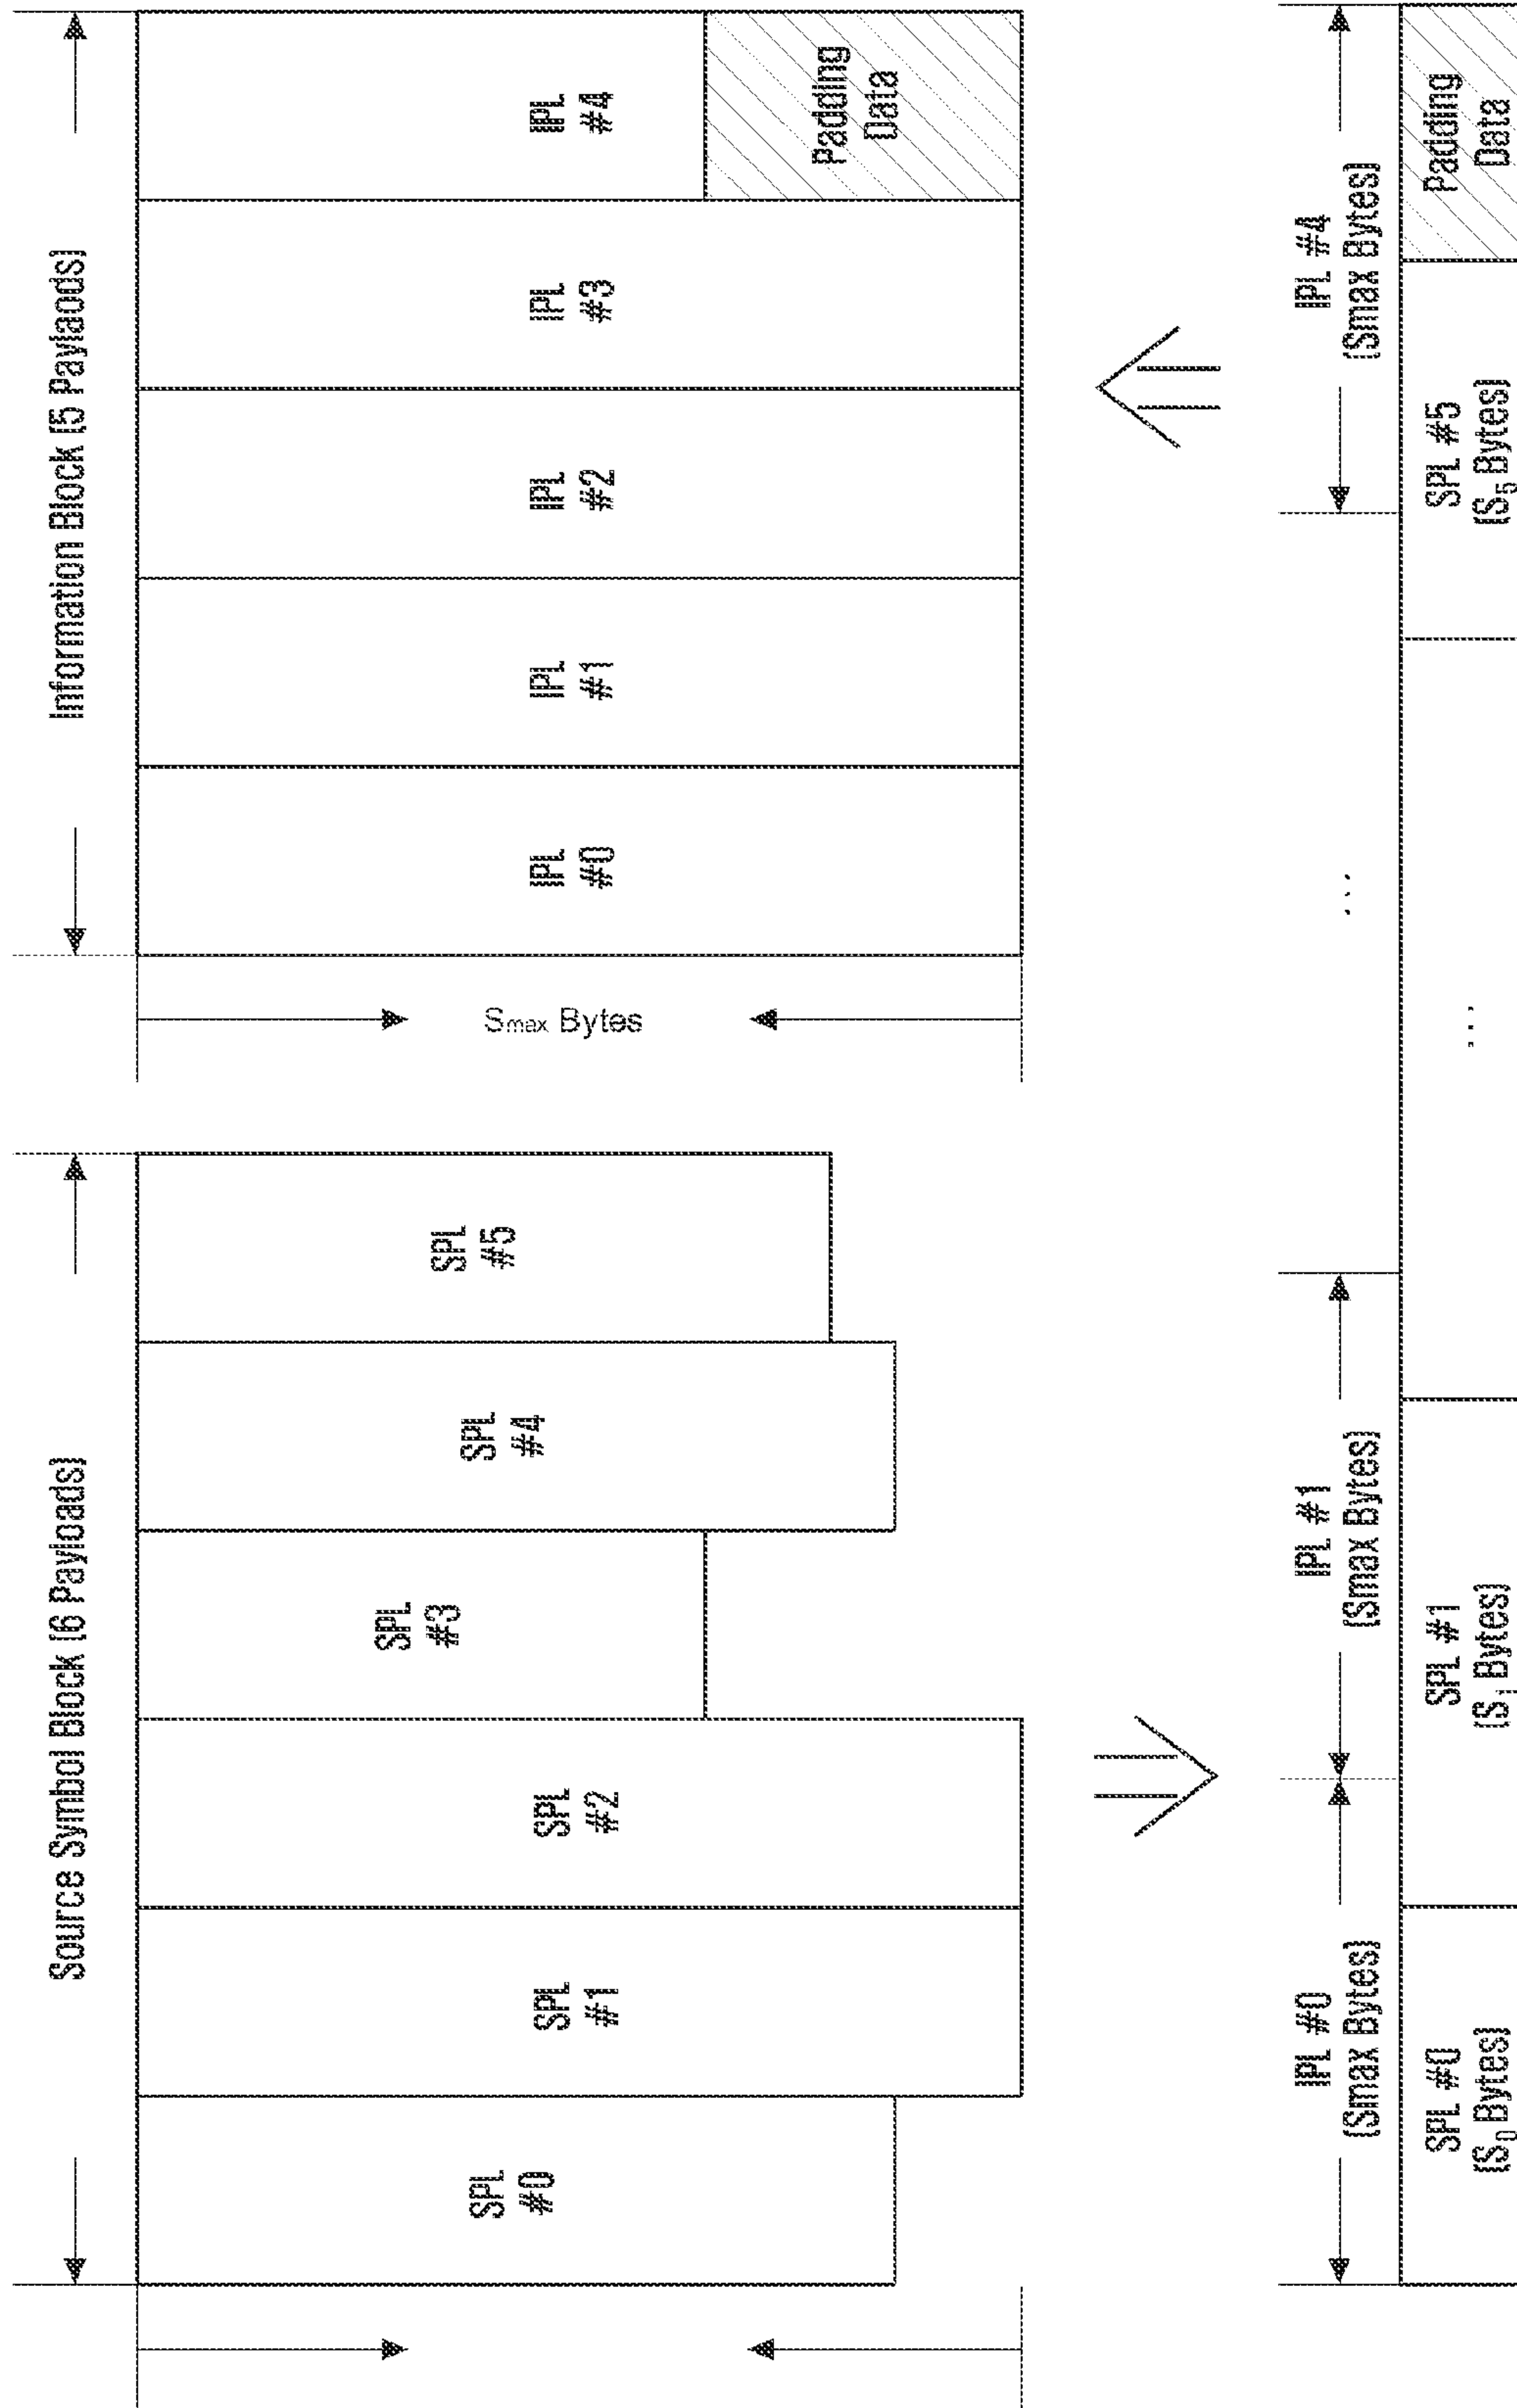 Source Symbol Block (6 Payloads)
SPL
#0
SPL
#1
SPL
#2
SPL
#3
SPL
#4
SPL
#5
Information Block (5 Paylaods)
Smax Bytes
IPL
#0
IPL
#1
IPL
#2
IPL
#3
IPL
#4
Padding
Data
IPL #0
(Smax Bytes)
IPL #1
(Smax Bytes)
...
IPL #4
(Smax Bytes)
SPL #0
(S0 Bytes)
SPL #1
(S1 Bytes)
...
SPL #5
(S5 Bytes)
Padding
Data